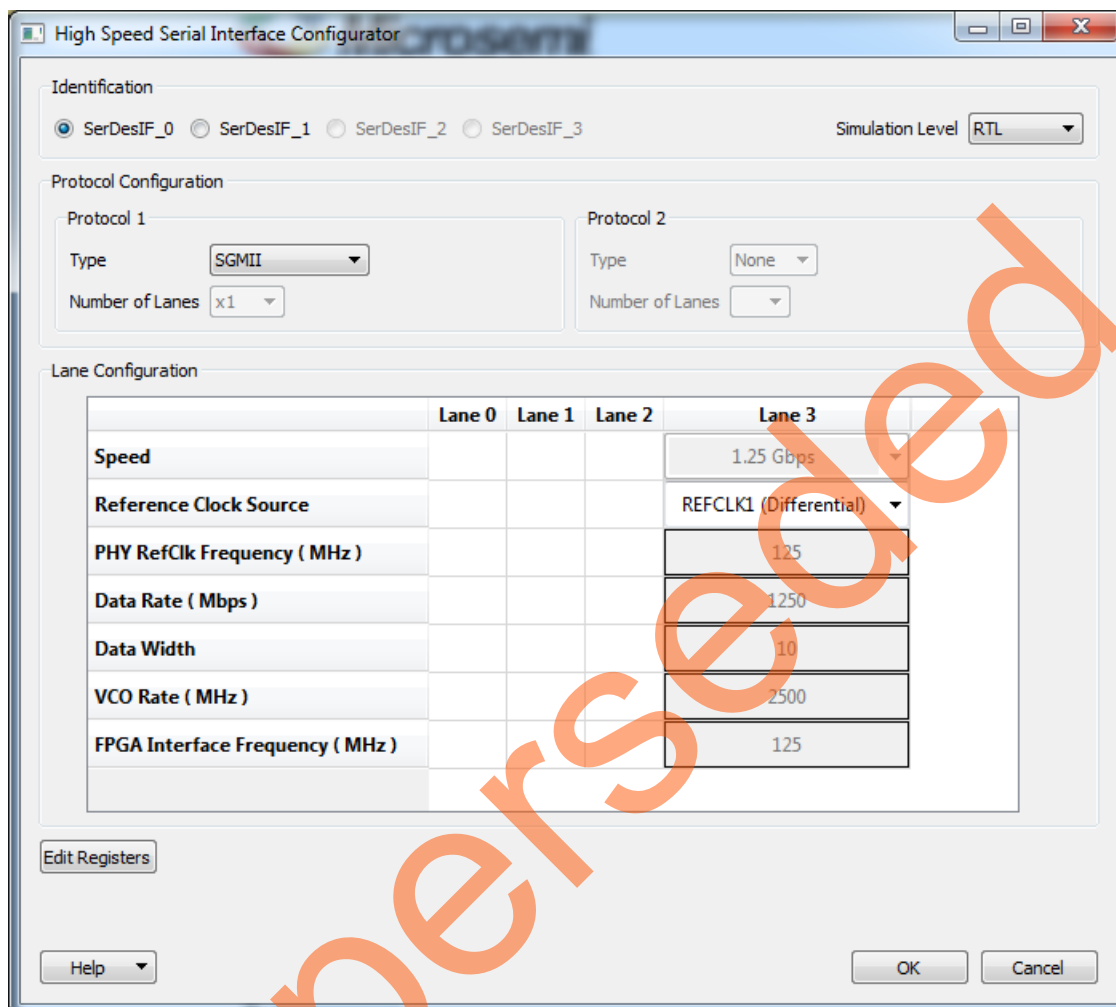 Microsemi
High Speed Serial Interface Configurator
Identification
SerDesIF_0 SerDesIF_1 SerDesIF_2 SerDesIF_3 Simulation Level RTL
Protocol Configuration
Protocol 1 Protocol 2
Type SGMII Type None
Number of Lanes x1 Number of Lanes
Lane Configuration
Lane 0 Lane 1 Lane 2 Lane 3
Speed 1.25 Gbps
Reference Clock Source REFCLK1 (Differential)
PHY RefClk Frequency ( MHz ) 125
Data Rate ( Mbps ) 1250
Data Width 10
VCO Rate ( MHz ) 2500
FPGA Interface Frequency ( MHz ) 125
Edit Registers
Help OK Cancel
perseded